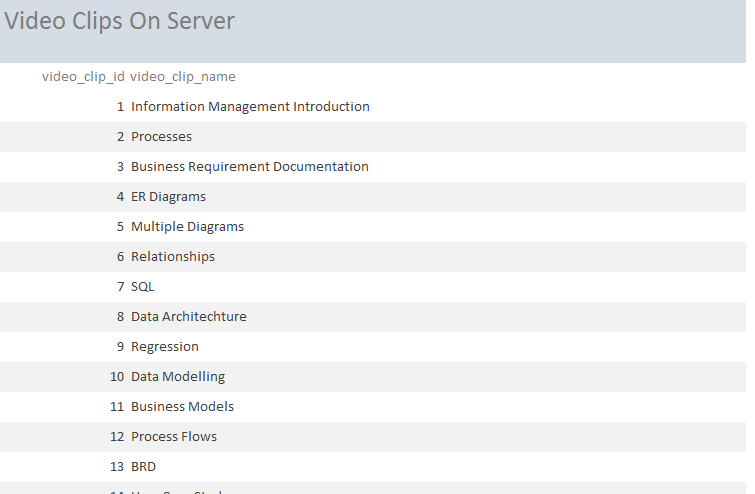 Video Clips On Server
video_clip_id video_clip_name
1 Information Management Introduction
2 Processes
3 Business Requirement Documentation
4 ER Diagrams
5 Multiple Diagrams
6 Relationships
7 SQL
8 Data Architechture
9 Regression
10 Data Modelling
11 Business Models
12 Process Flows
13 BRD
14